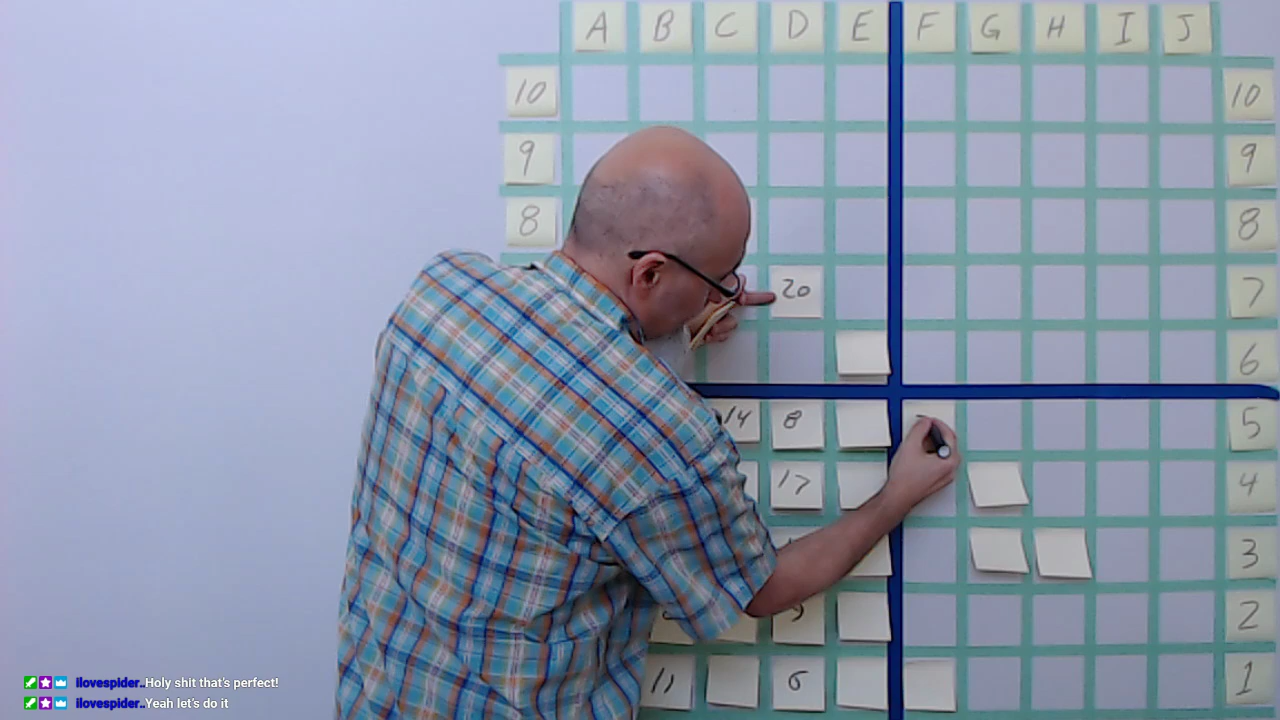 A B C D E F G H I J
10 10
9 9
8 8
20 7
6
14 8 5
17 4
3
2
11 6 1
ilovespider..Holy shit that's perfect!
ilovespider..Yeah let's do it